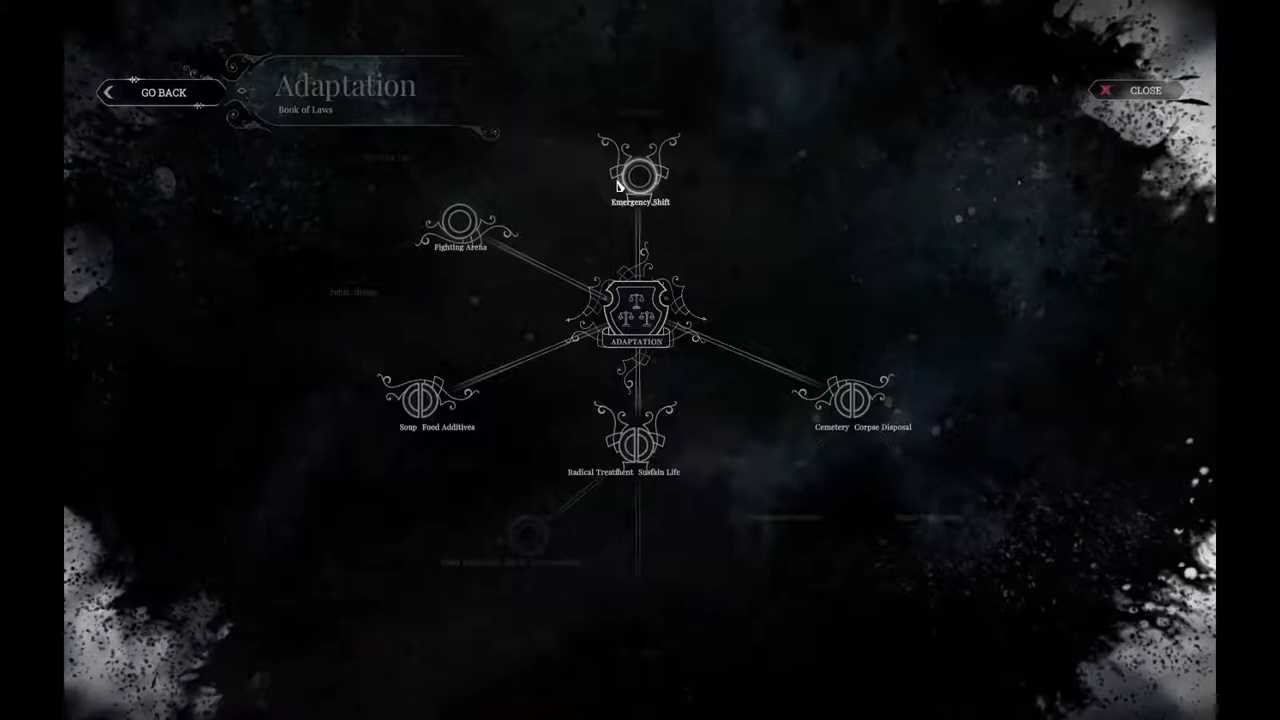 GO BACK
Adaptation
Book of Laws
CLOSE
Emergency Shift
Fighting Arena
ADAPTATION
Soup Food Additives
Cemetery Corpse Disposal
Radical Treatment Sustain Life